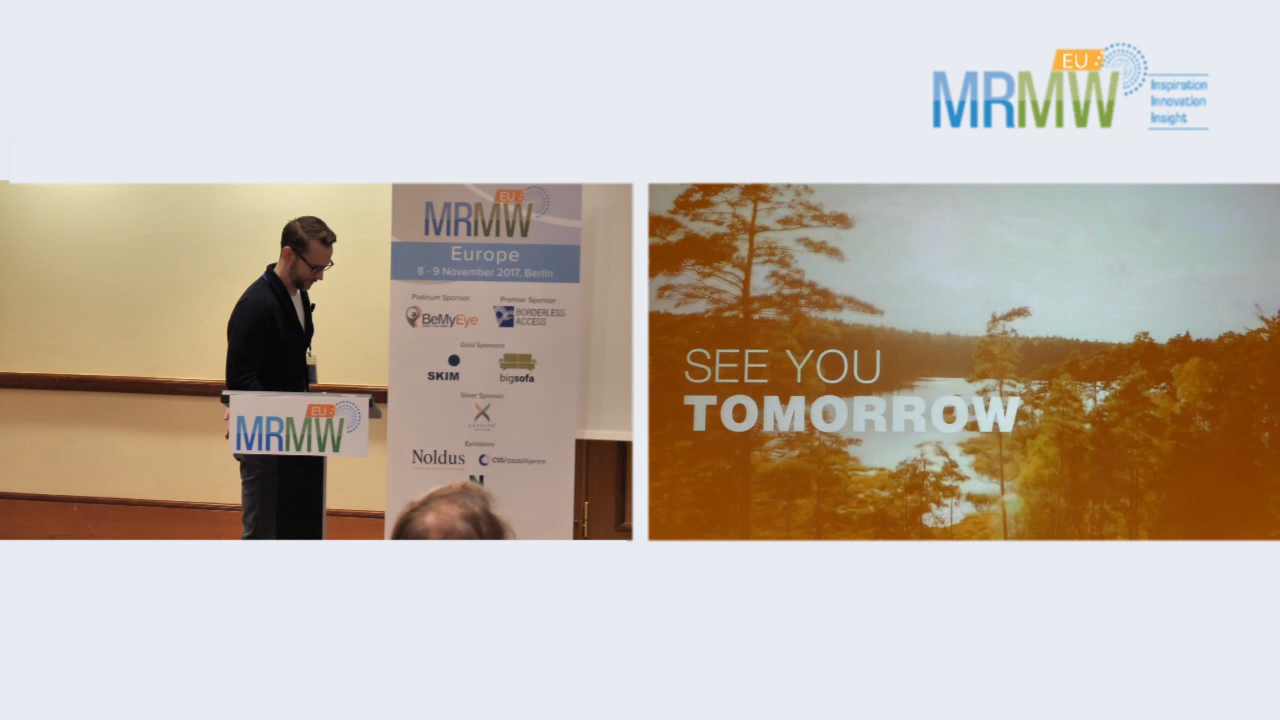 EU
MRMW
Inspiration
Innovation
Insight
EU
MRMW
Europe
8 - 9 November 2017, Berlin
Platinum Sponsor
Premier Sponsor
BeMyEye
BORDERLESS
ACCESS
Gold Sponsors
SKIM
bigsofa
Silver Sponsor
Exhibitors
Noldus
N
EU
MRMW
SEE YOU
TOMORROW